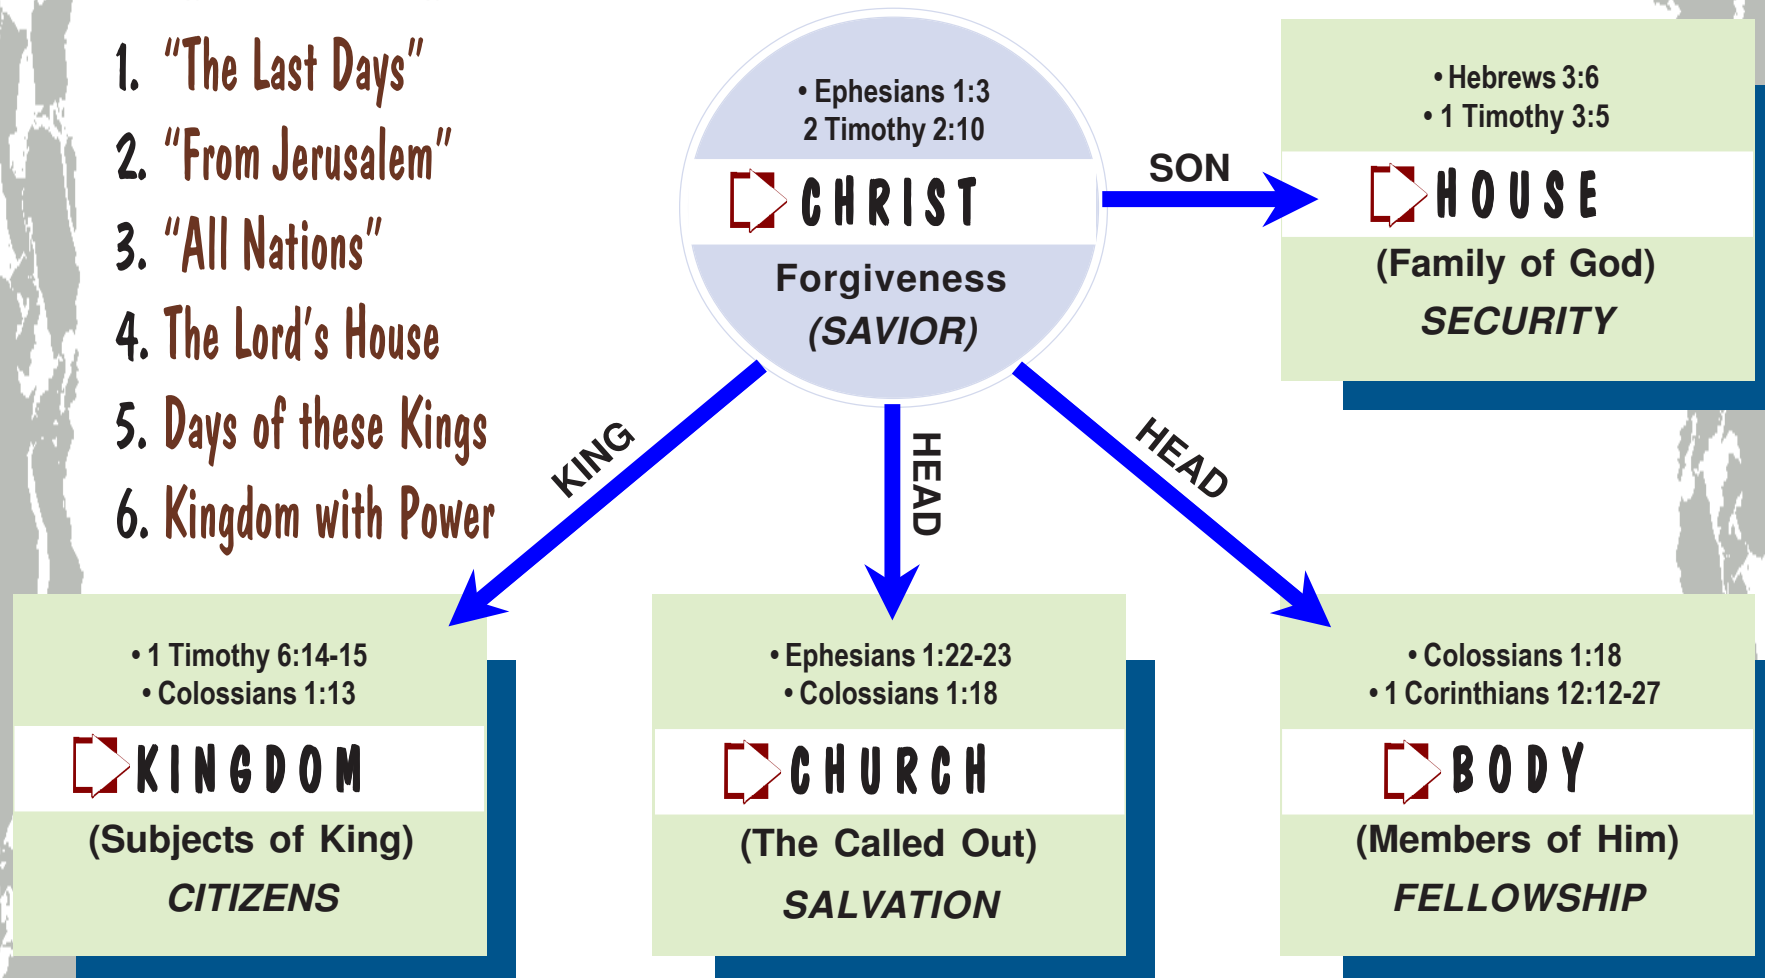 1. "The Last Days"
2. "From Jerusalem"
3. "All Nations"
4. The Lord's House
5. Days of these Kings
6. Kingdom with Power
• Ephesians 1:3
2 Timothy 2:10
CHRIST
Forgiveness
(SAVIOR)
SON
• Hebrews 3:6
• 1 Timothy 3:5
HOUSE
(Family of God)
SECURITY
KING
HEAD
HEAD
• 1 Timothy 6:14-15
• Colossians 1:13
KINGDOM
(Subjects of King)
CITIZENS
• Ephesians 1:22-23
• Colossians 1:18
CHURCH
(The Called Out)
SALVATION
• Colossians 1:18
• 1 Corinthians 12:12-27
BODY
(Members of Him)
FELLOWSHIP